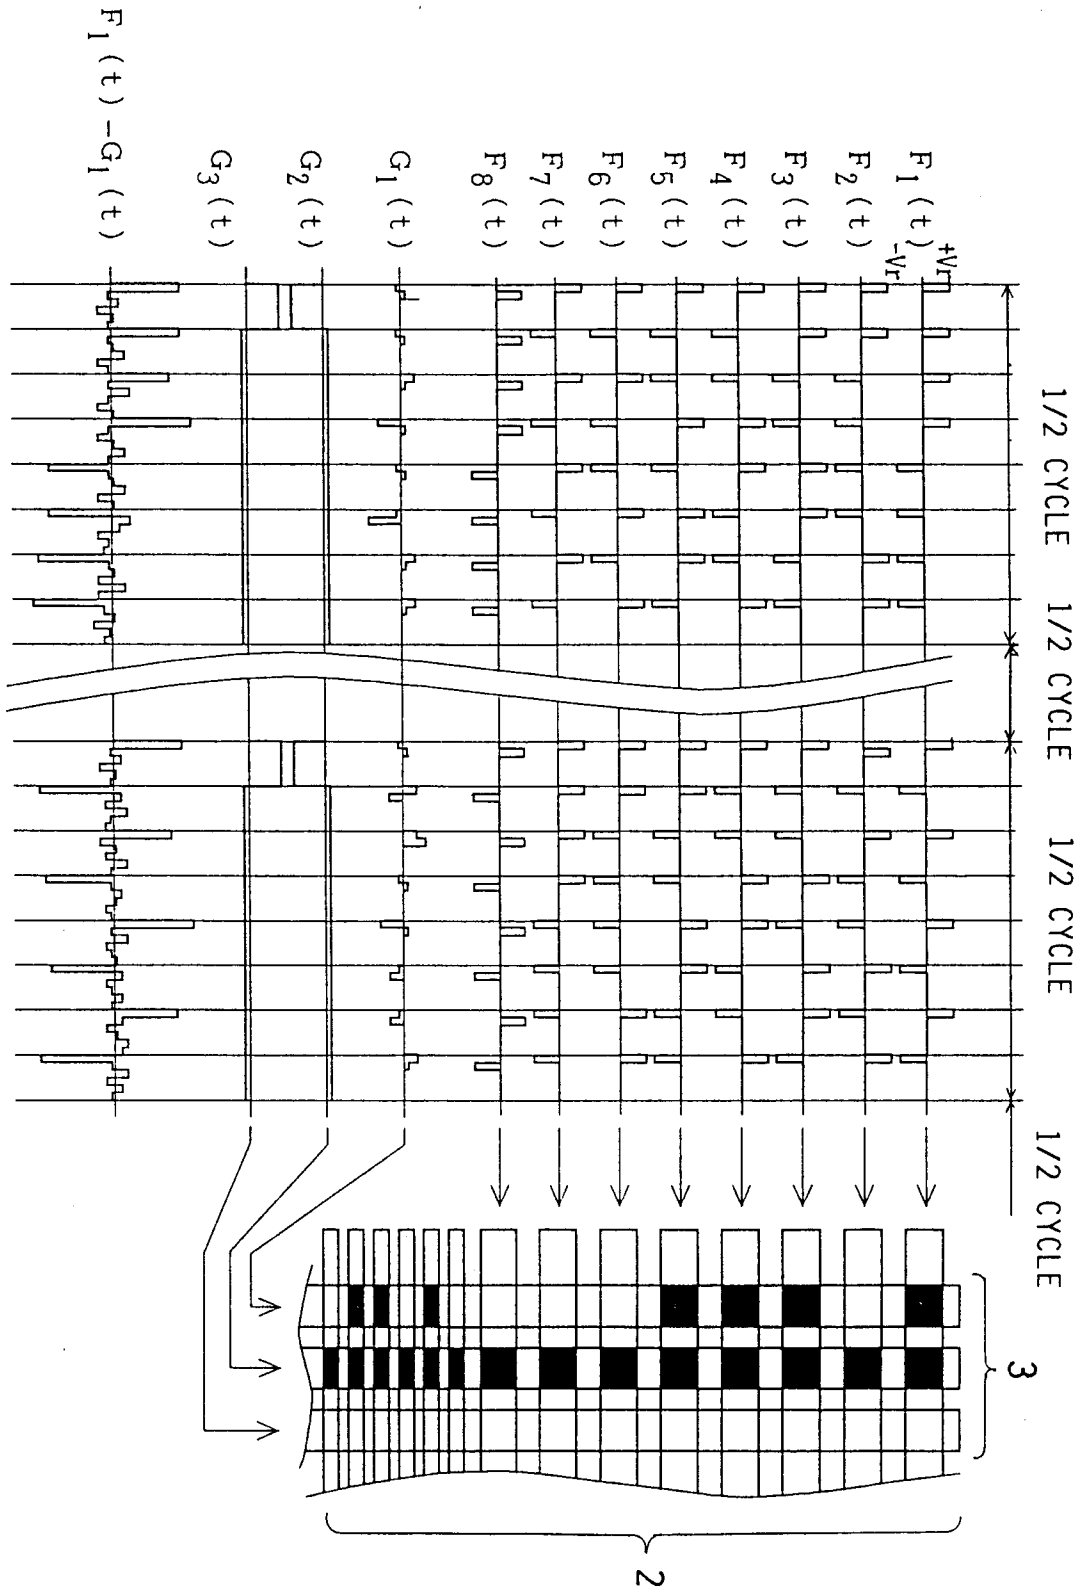 1/2 CYCLE 1/2 CYCLE 1/2 CYCLE 1/2 CYCLE
F1 (t) +Vr -Vr
F2 (t)
F3 (t)
F4 (t)
F5 (t)
F6 (t)
F7 (t)
F8 (t)
G1 (t)
G2 (t)
G3 (t)
F1 (t) -G1 (t)
3
2